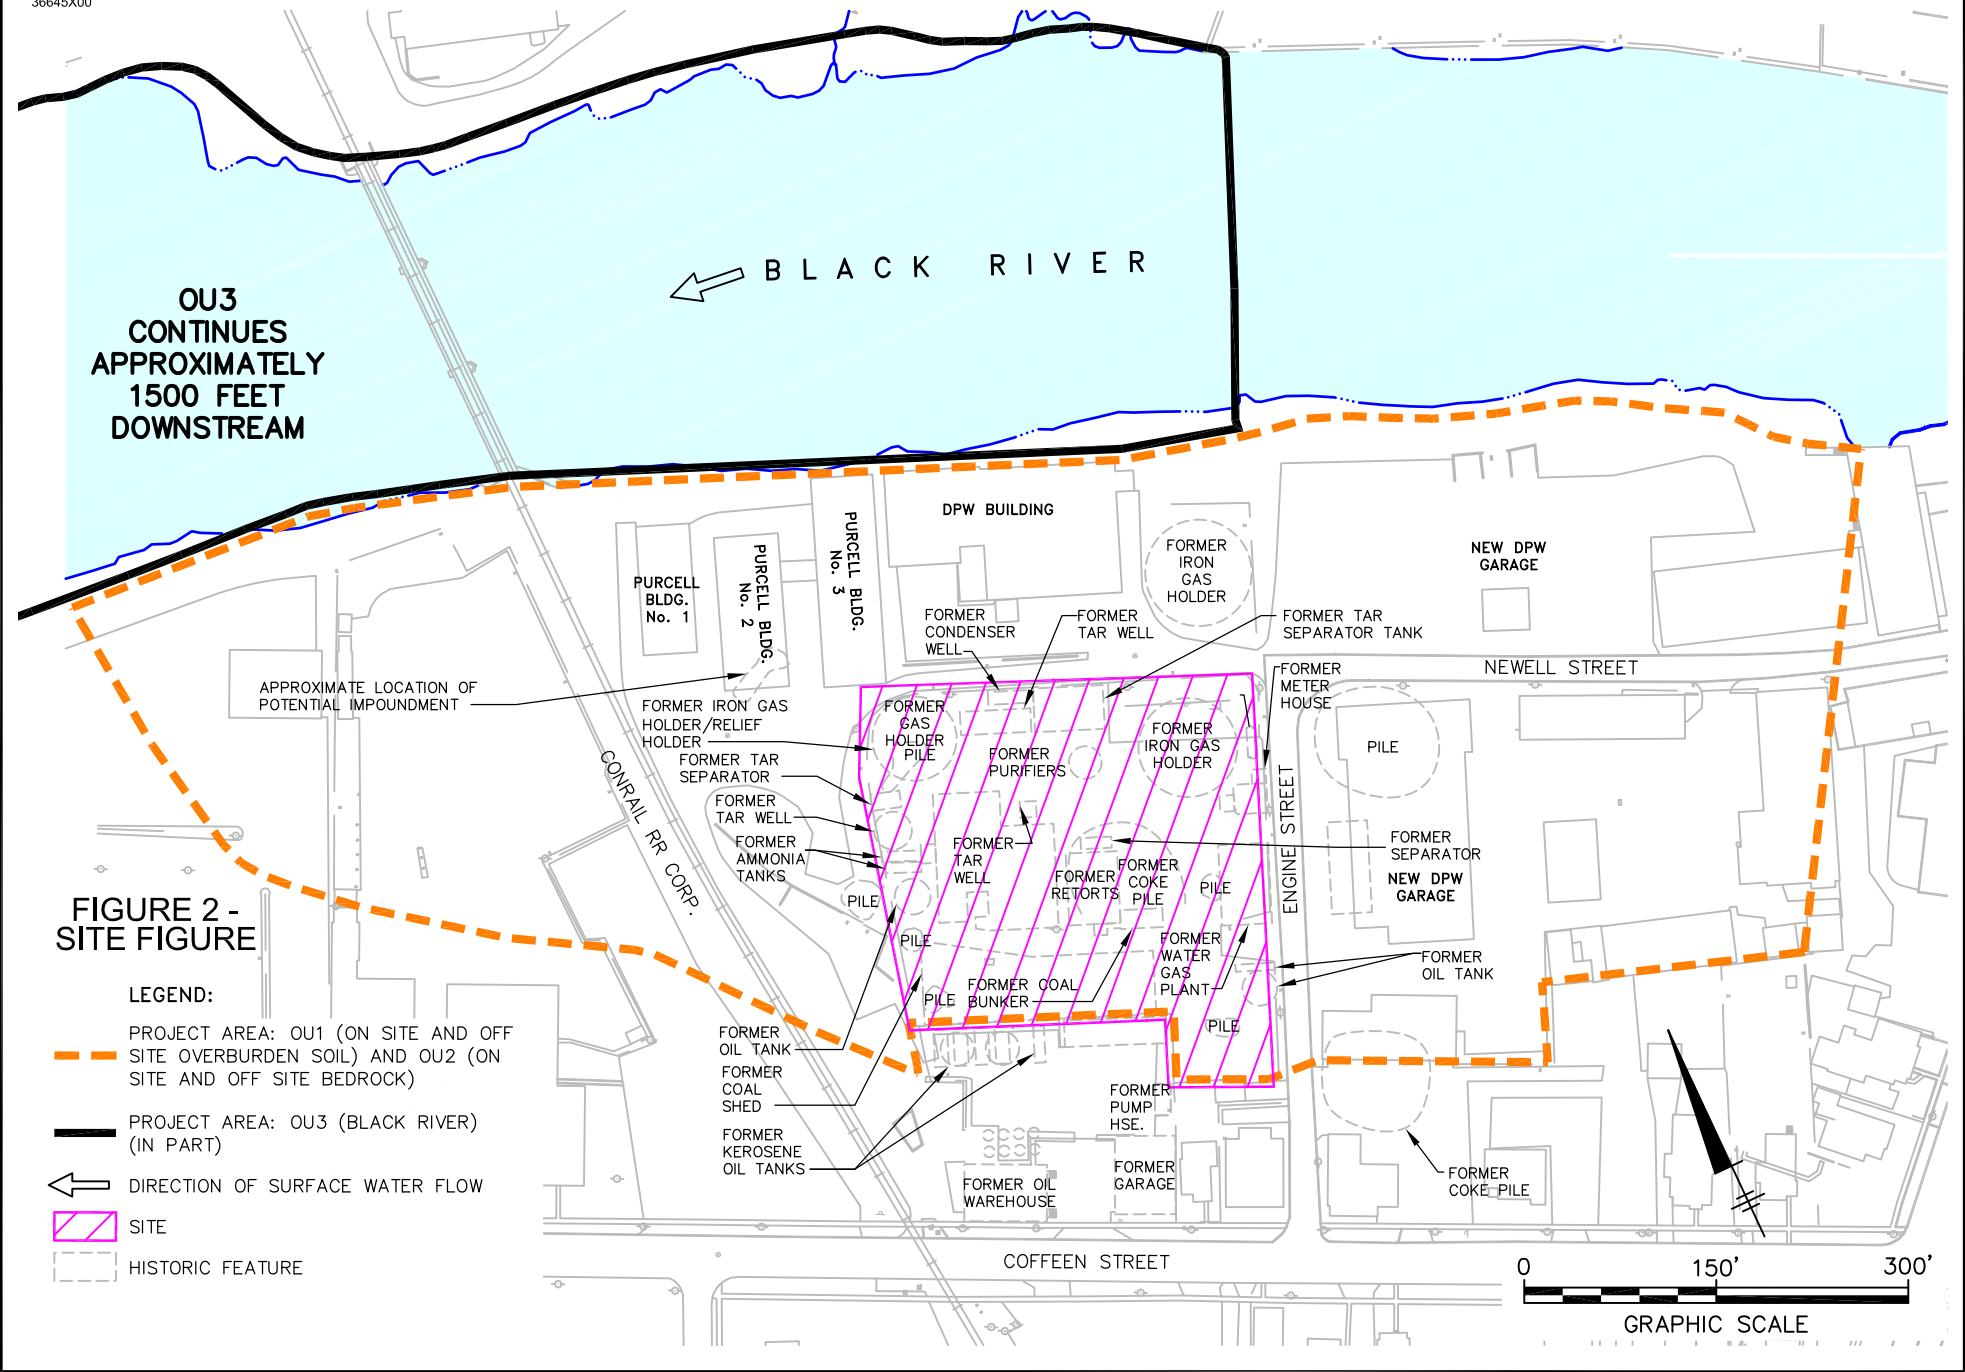 36645X00
BLACK RIVER
OU3
CONTINUES
APPROXIMATELY
1500 FEET
DOWNSTREAM
DPW BUILDING
PURCELL
BLDG.
No. 1
PURCELL BLDG.
No. 2
PURCELL BLDG.
No. 3
FORMER
IRON
GAS
HOLDER
NEW DPW
GARAGE
FORMER
CONDENSER
WELL
FORMER
TAR WELL
FORMER TAR
SEPARATOR TANK
NEWELL STREET
FORMER
METER
HOUSE
APPROXIMATE LOCATION OF
POTENTIAL IMPOUNDMENT
FORMER IRON GAS
HOLDER/RELIEF
HOLDER
FORMER
GAS
HOLDER
PILE
FORMER
PURIFIERS
FORMER
IRON GAS
HOLDER
PILE
FORMER TAR
SEPARATOR
FORMER
TAR WELL
FORMER
AMMONIA
TANKS
CONRAIL RR CORP.
ENGINE STREET
FORMER
TAR
WELL
FORMER
RETORTS
FORMER
COKE
PILE
PILE
FORMER
SEPARATOR
NEW DPW
GARAGE
PILE
PILE
FORMER
WATER
GAS
PLANT
FORMER
OIL TANK
PILE
FORMER COAL
BUNKER
PILE
FORMER
OIL TANK
FORMER
COAL
SHED
FORMER
KEROSENE
OIL TANKS
FORMER
PUMP
HSE.
FORMER
GARAGE
FORMER OIL
WAREHOUSE
FORMER
COKE PILE
COFFEEN STREET
FIGURE 2 -
SITE FIGURE
LEGEND:
PROJECT AREA: OU1 (ON SITE AND OFF
SITE OVERBURDEN SOIL) AND OU2 (ON
SITE AND OFF SITE BEDROCK)
PROJECT AREA: OU3 (BLACK RIVER)
(IN PART)
DIRECTION OF SURFACE WATER FLOW
SITE
HISTORIC FEATURE
0 150' 300'
GRAPHIC SCALE